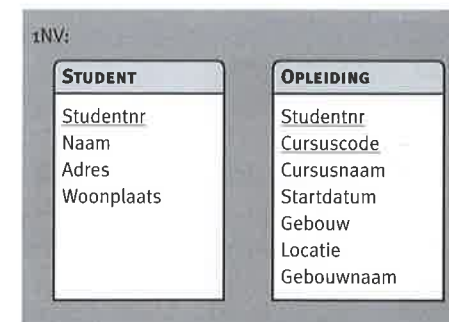 1NV:
STUDENT
Studentnr
Naam
Adres
Woonplaats
OPLEIDING
Studentnr
Cursuscode
Cursusnaam
Startdatum
Gebouw
Locatie
Gebouwnaam